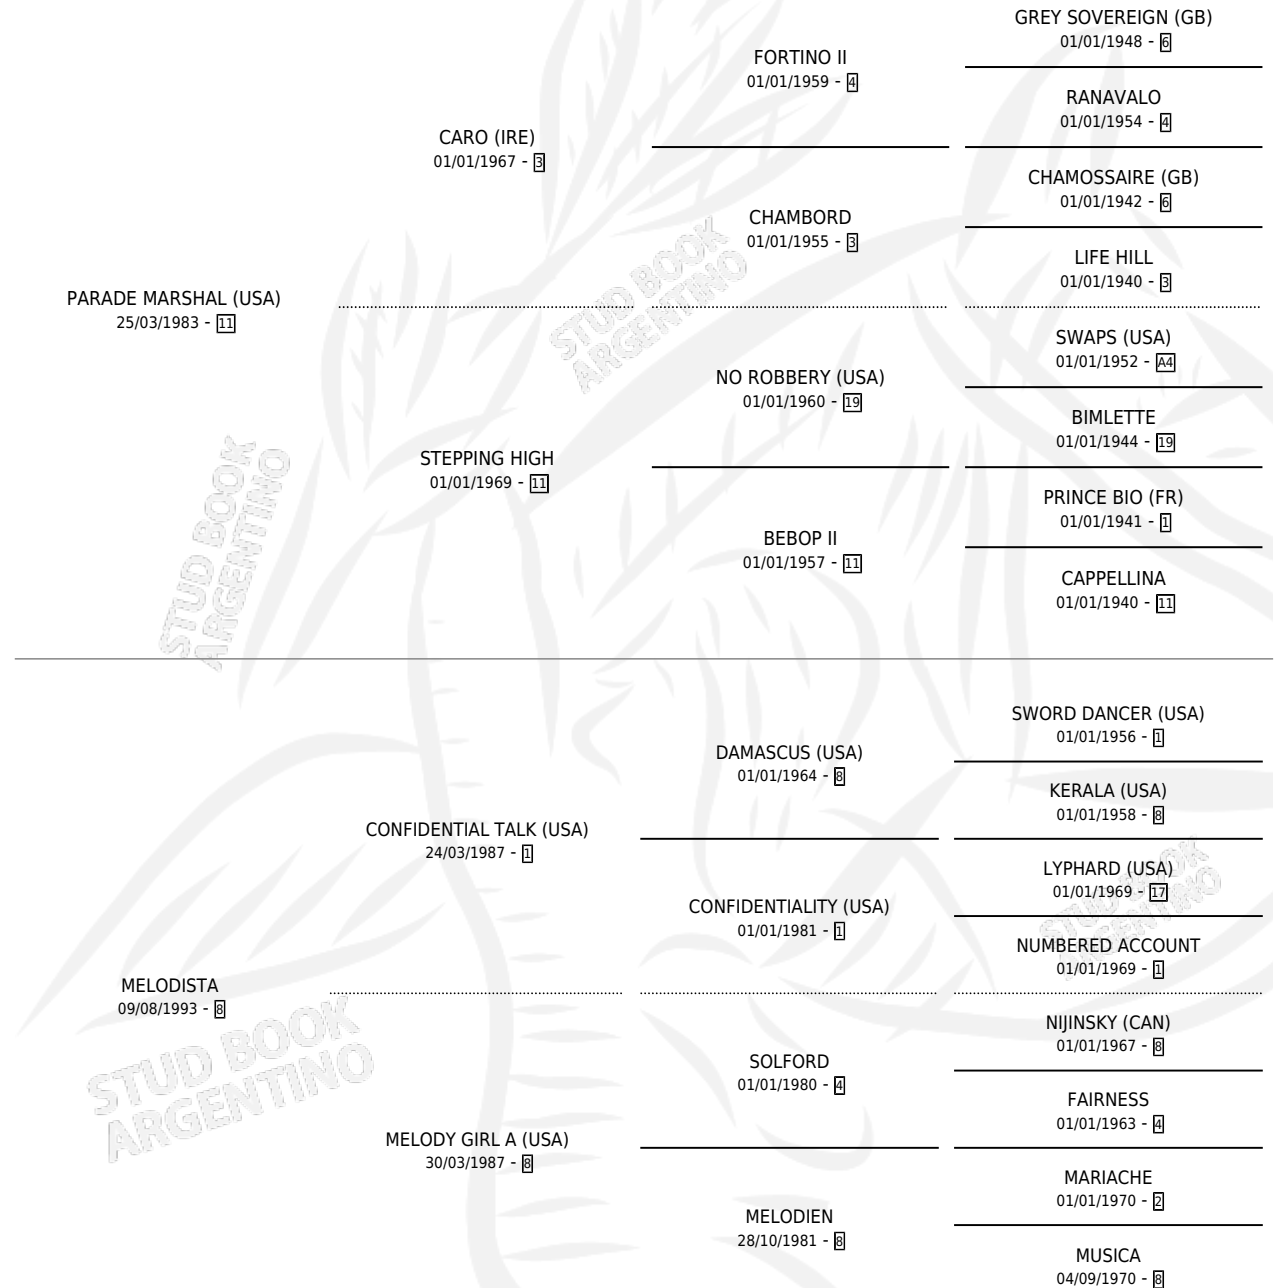 GREY SOVEREIGN (GB)
01/01/1948 - 6
FORTINO II
01/01/1959 - 4
RANAVALO
01/01/1954 - 4
CARO (IRE)
01/01/1967 - 3
CHAMOSSAIRE (GB)
01/01/1942 - 6
CHAMBORD
01/01/1955 - 3
LIFE HILL
01/01/1940 - 3
PARADE MARSHAL (USA)
25/03/1983 - 11
SWAPS (USA)
01/01/1952 - A4
NO ROBBERY (USA)
01/01/1960 - 19
BIMLETTE
01/01/1944 - 19
STEPPING HIGH
01/01/1969 - 11
PRINCE BIO (FR)
01/01/1941 - 1
BEBOP II
01/01/1957 - 11
CAPPELLINA
01/01/1940 - 11
STUD BOOK
ARGENTINO
STUD BOOK
ARGENTINO
SWORD DANCER (USA)
01/01/1956 - 1
DAMASCUS (USA)
01/01/1964 - 8
KERALA (USA)
01/01/1958 - 8
CONFIDENTIAL TALK (USA)
24/03/1987 - 1
LYPHARD (USA)
01/01/1969 - 17
CONFIDENTIALITY (USA)
01/01/1981 - 1
NUMBERED ACCOUNT
01/01/1969 - 1
MELODISTA
09/08/1993 - 8
NIJINSKY (CAN)
01/01/1967 - 8
SOLFORD
01/01/1980 - 4
FAIRNESS
01/01/1963 - 4
MELODY GIRL A (USA)
30/03/1987 - 8
MARIACHE
01/01/1970 - 2
MELODIEN
28/10/1981 - 8
MUSICA
04/09/1970 - 8
STUD BOOK
ARGENTINO
STUD BOOK
ARGENTINO